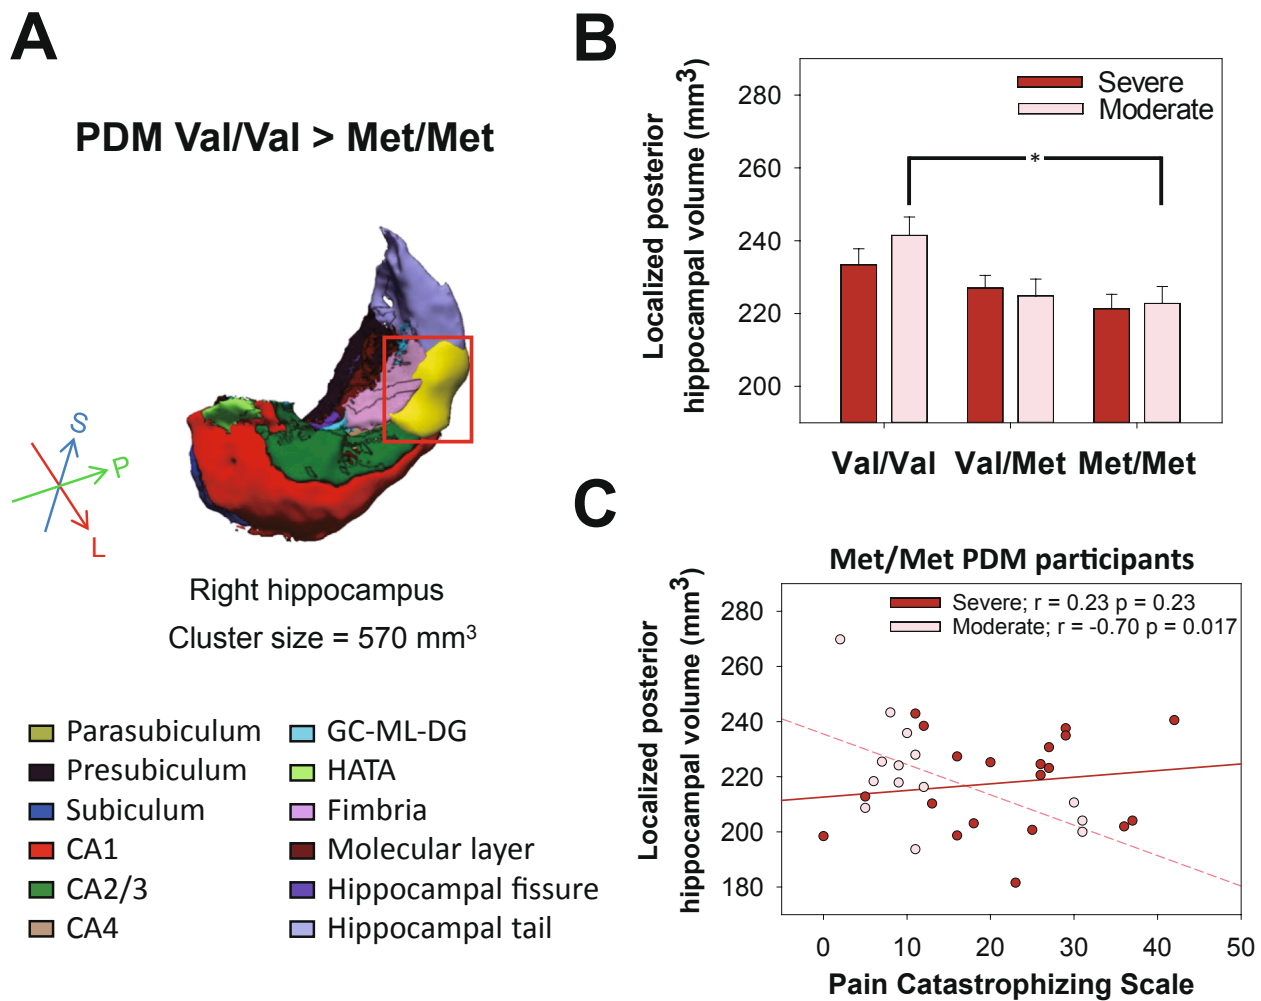 A
PDM Val/Val > Met/Met
S
P
L
Right hippocampus
Cluster size = 570 mm³
Parasubiculum
Presubiculum
Subiculum
CA1
CA2/3
CA4
GC-ML-DG
HATA
Fimbria
Molecular layer
Hippocampal fissure
Hippocampal tail
B
Localized posterior
hippocampal volume (mm³)
280
260
240
220
200
Severe
Moderate
*
Val/Val
Val/Met
Met/Met
C
Met/Met PDM participants
Localized posterior
hippocampal volume (mm³)
280
260
240
220
200
180
Severe; r = 0.23 p = 0.23
Moderate; r = -0.70 p = 0.017
0 10 20 30 40 50
Pain Catastrophizing Scale